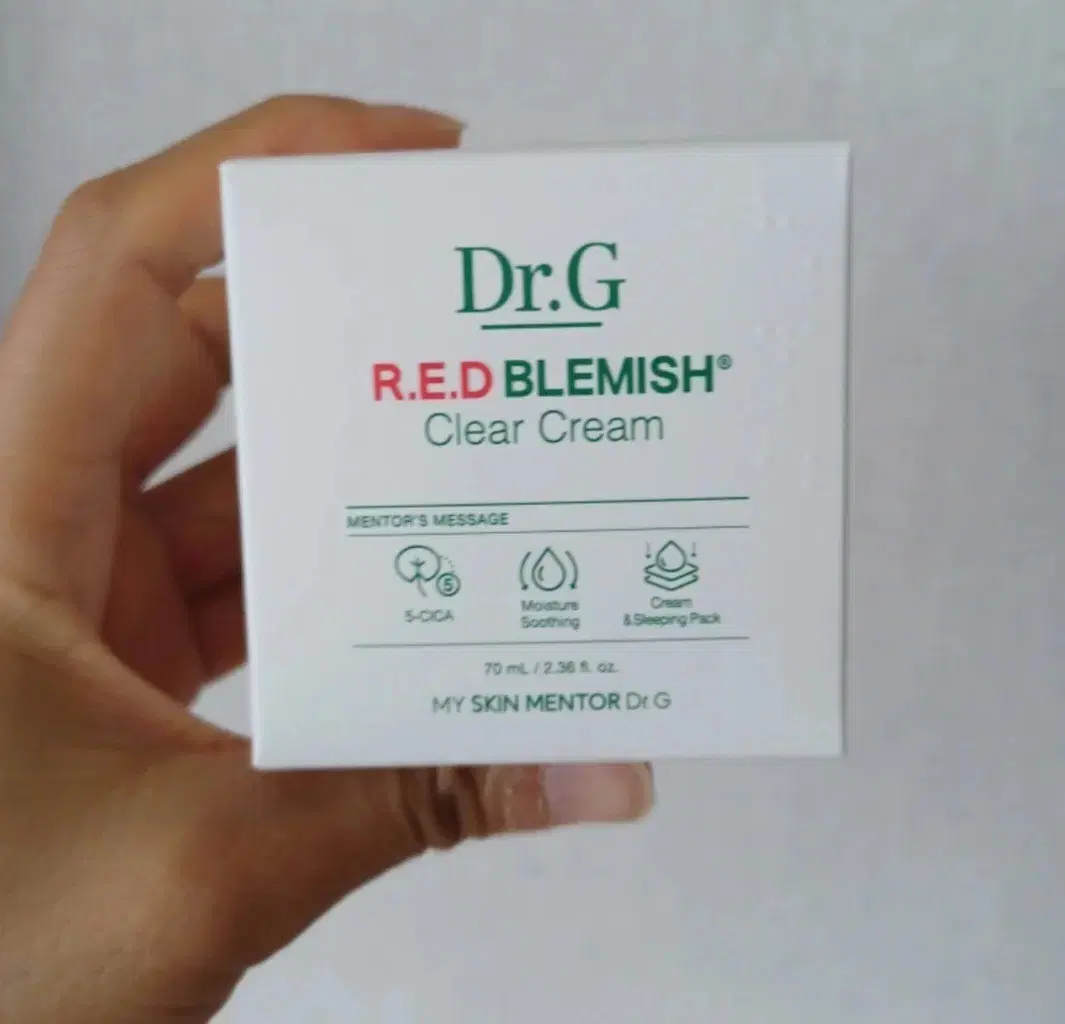 Dr.G
R.E.D BLEMISH®
Clear Cream
MENTOR'S MESSAGE
5
5-CICA
Moisture
Soothing
Cream
& Sleeping Pack
70 mL / 2.36 fl. oz.
MY SKIN MENTOR Dr.G